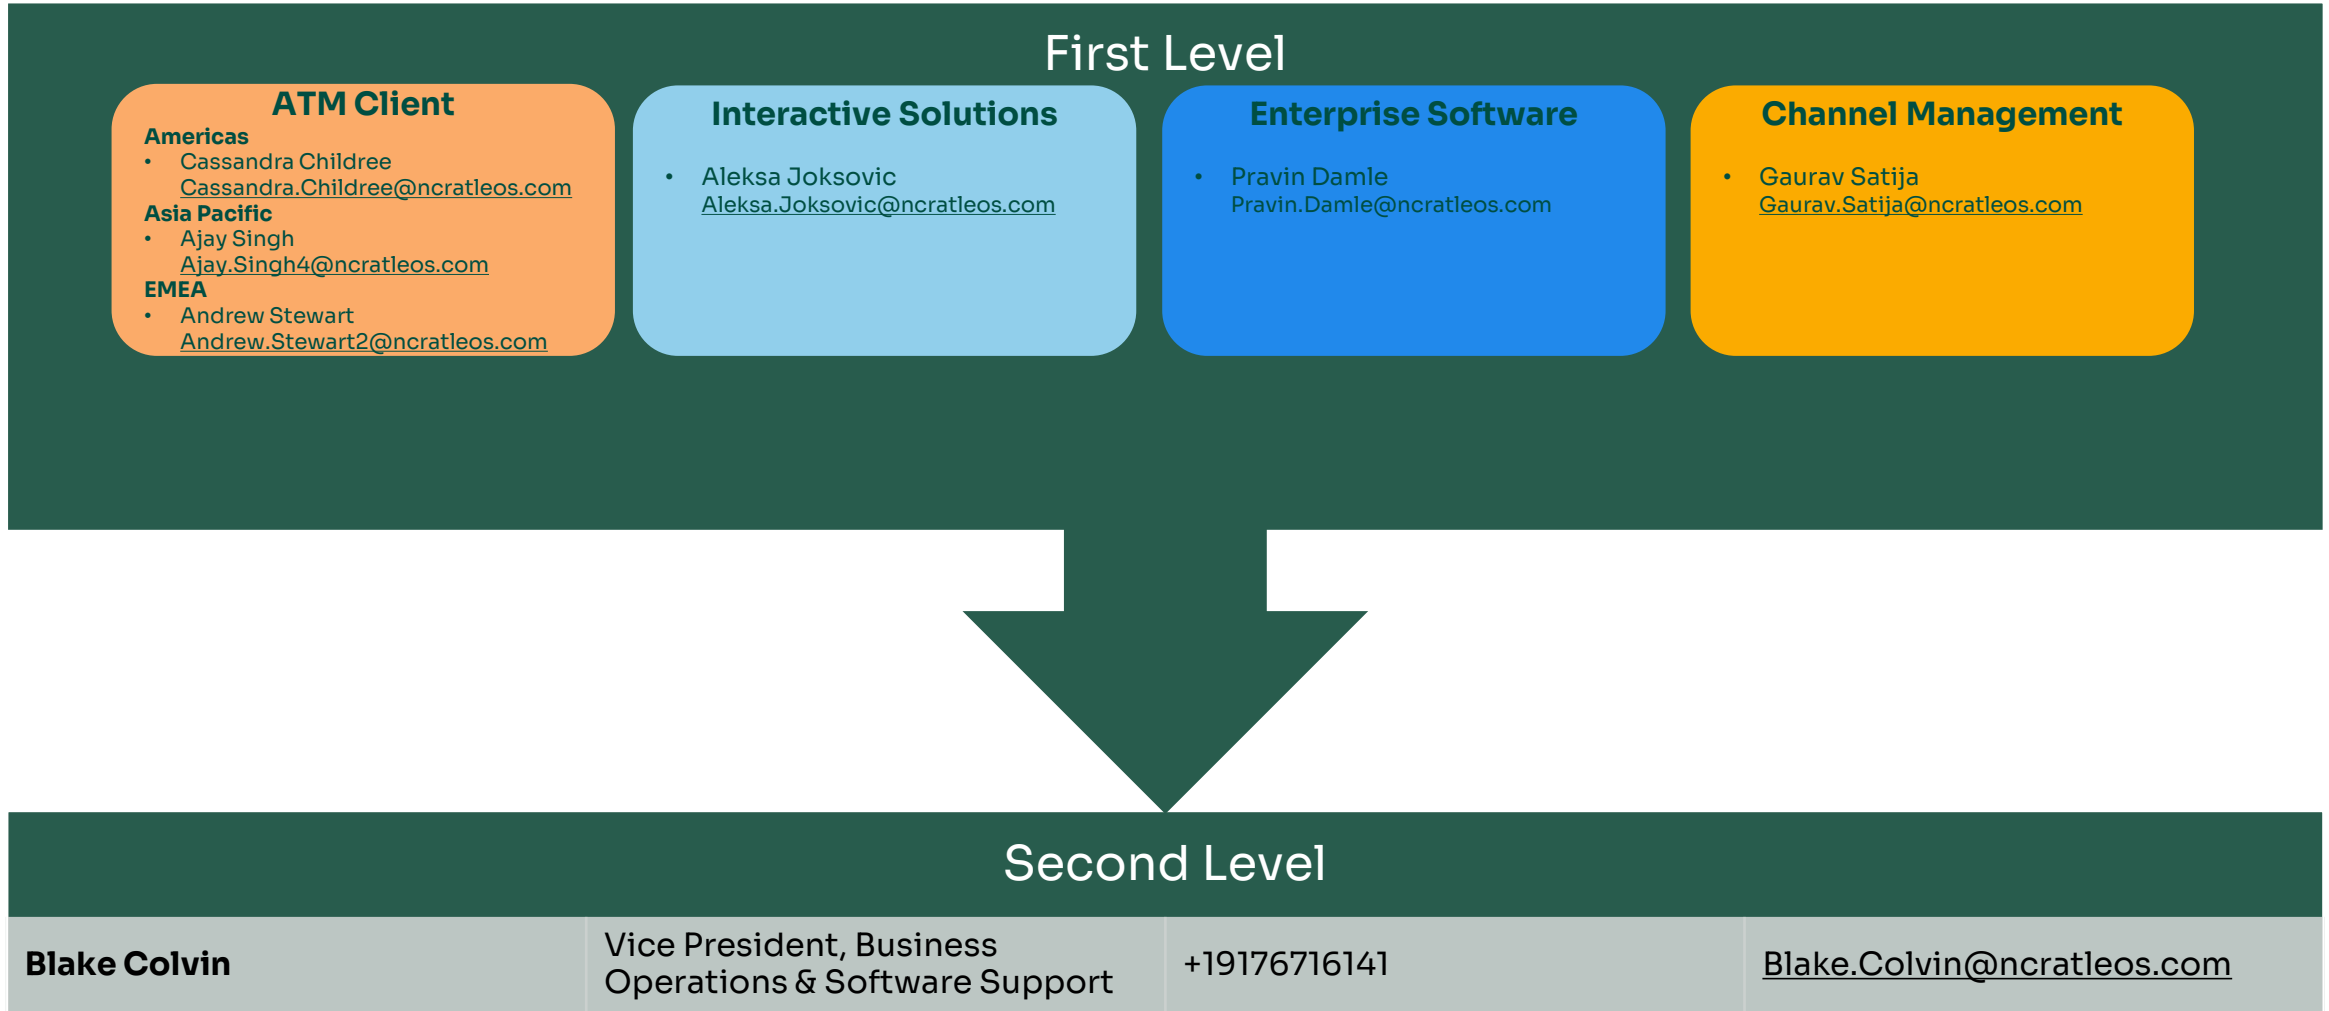 First Level
ATM Client
Americas
• Cassandra Childree
Cassandra.Childree@ncratleos.com
Asia Pacific
• Ajay Singh
Ajay.Singh4@ncratleos.com
EMEA
• Andrew Stewart
Andrew.Stewart2@ncratleos.com
Interactive Solutions
• Aleksa Joksovic
Aleksa.Joksovic@ncratleos.com
Enterprise Software
• Pravin Damle
Pravin.Damle@ncratleos.com
Channel Management
• Gaurav Satija
Gaurav.Satija@ncratleos.com
Second Level
Blake Colvin
Vice President, Business
Operations & Software Support
+19176716141
Blake.Colvin@ncratleos.com